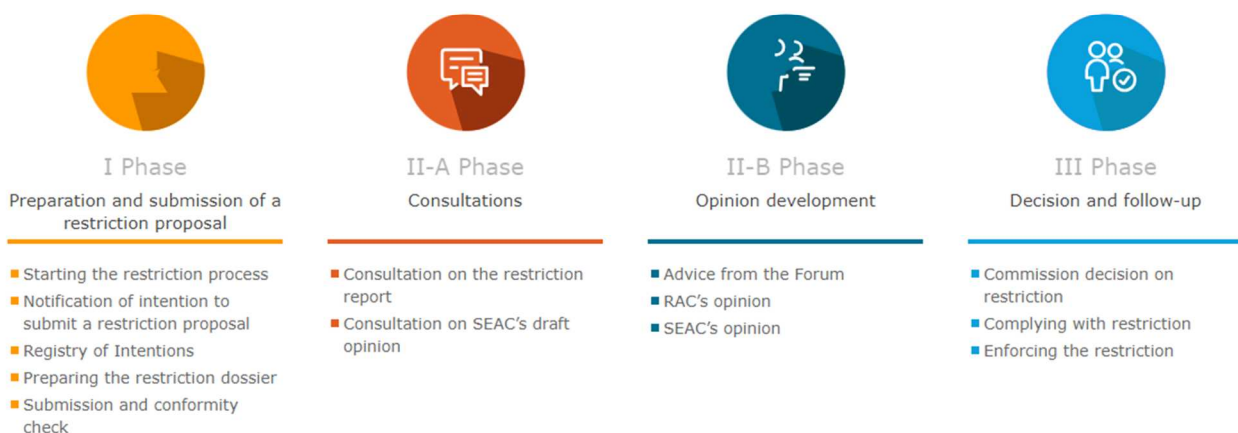 I Phase
Preparation and submission of a
restriction proposal
Starting the restriction process
Notification of intention to
submit a restriction proposal
Registry of Intentions
Preparing the restriction dossier
Submission and conformity
check
II-A Phase
Consultations
Consultation on the restriction
report
Consultation on SEAC's draft
opinion
II-B Phase
Opinion development
Advice from the Forum
RAC's opinion
SEAC's opinion
III Phase
Decision and follow-up
Commission decision on
restriction
Complying with restriction
Enforcing the restriction